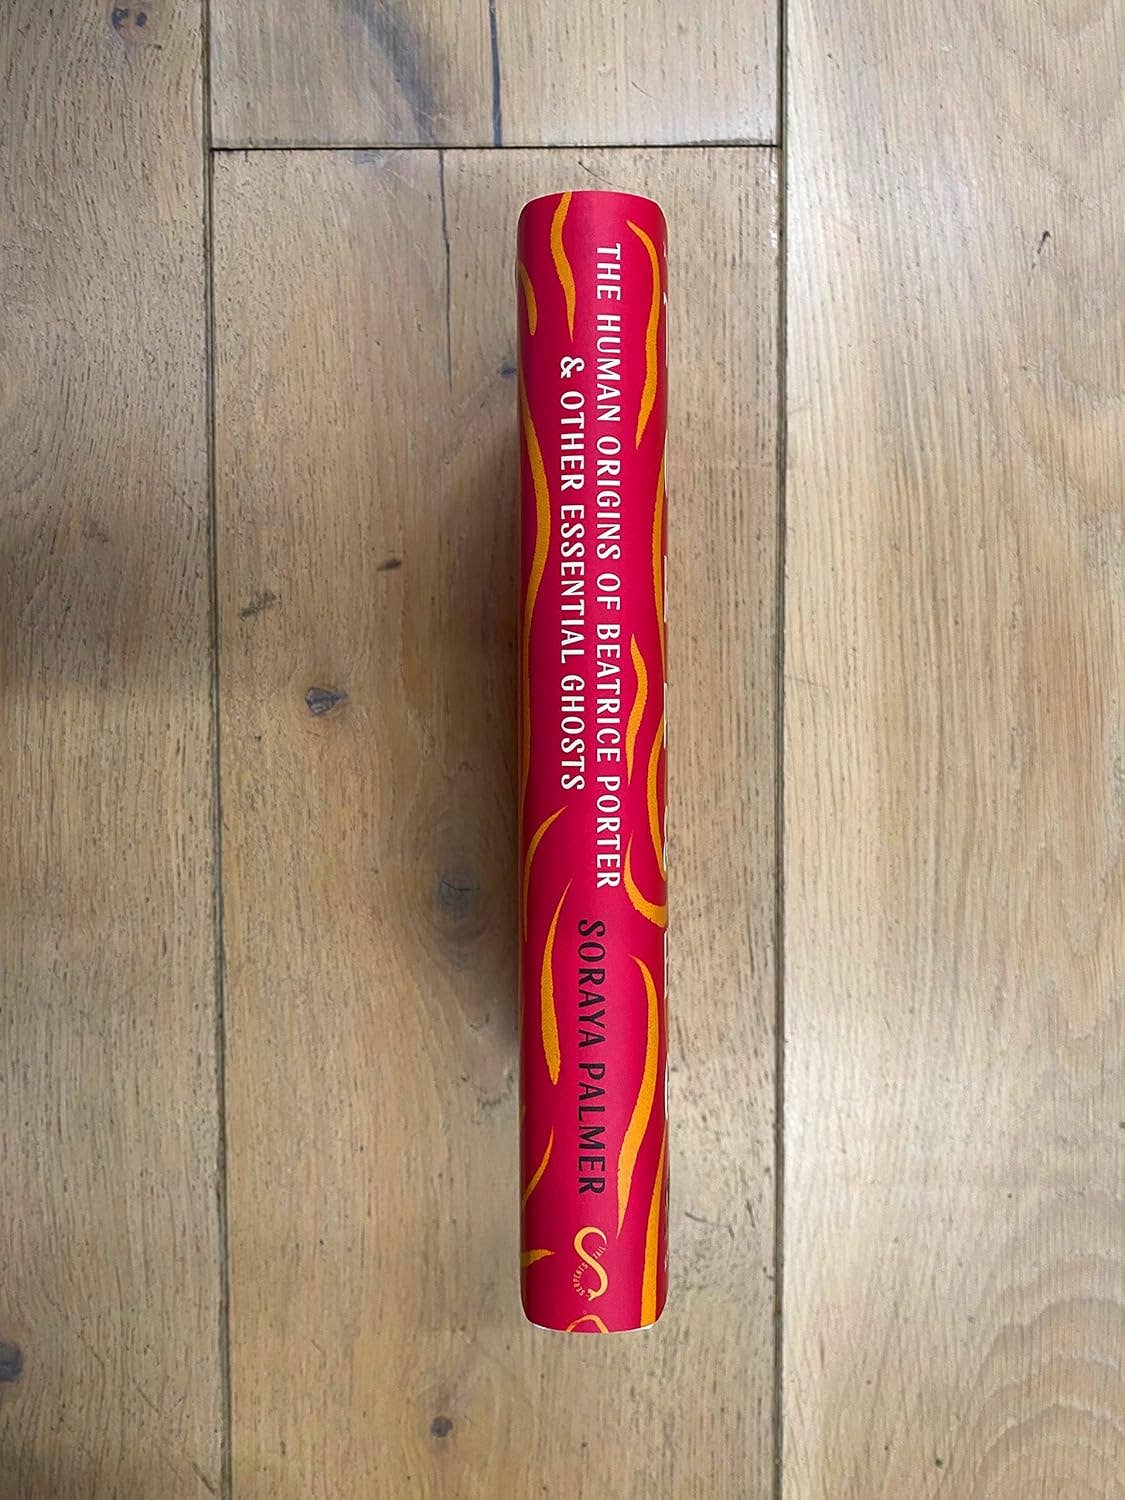 THE HUMAN ORIGINS OF BEATRICE PORTER
& OTHER ESSENTIAL GHOSTS
SORAYA PALMER